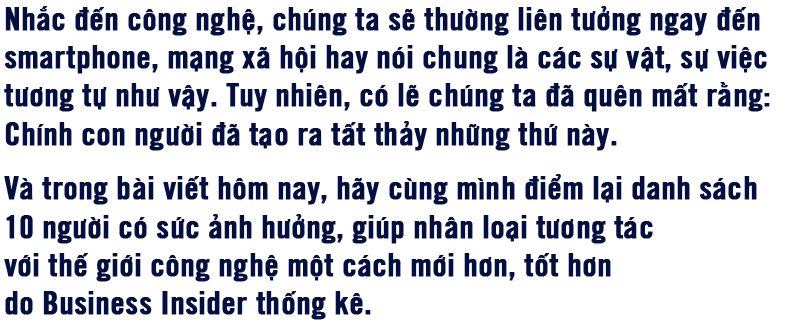 Nhắc đến công nghệ, chúng ta sẽ thường liên tưởng ngay đến
smartphone, mạng xã hội hay nói chung là các sự vật, sự việc
tương tự như vậy. Tuy nhiên, có lẽ chúng ta đã quên mất rằng:
Chính con người đã tạo ra tất thảy những thứ này.
Và trong bài viết hôm nay, hãy cùng mình điểm lại danh sách
10 người có sức ảnh hưởng, giúp nhân loại tương tác
với thế giới công nghệ một cách mới hơn, tốt hơn
do Business Insider thống kê.